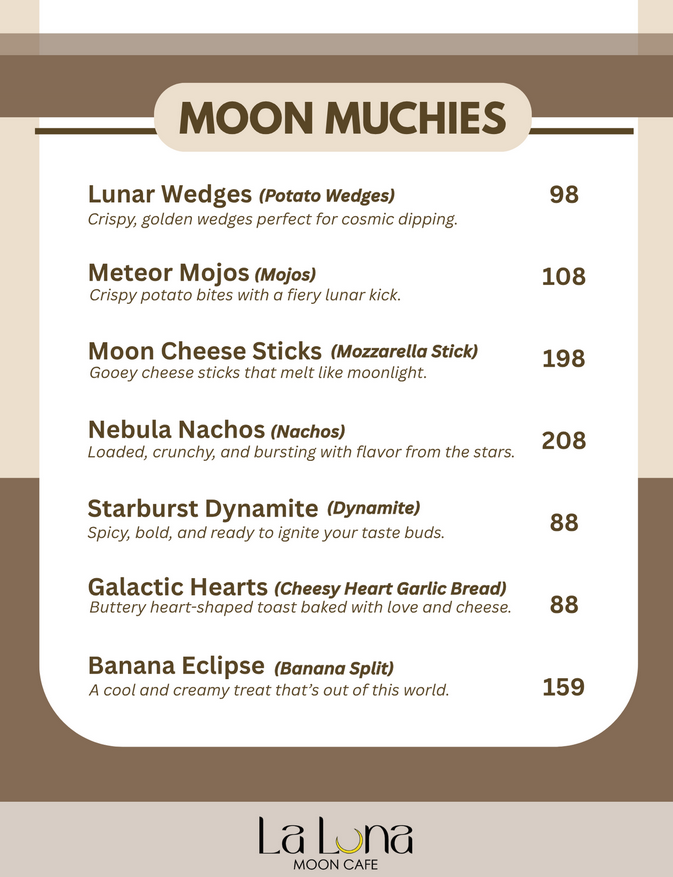 MOON MUCHIES
Lunar Wedges (Potato Wedges) 98
Crispy, golden wedges perfect for cosmic dipping.
Meteor Mojos (Mojos) 108
Crispy potato bites with a fiery lunar kick.
Moon Cheese Sticks (Mozzarella Stick) 198
Gooey cheese sticks that melt like moonlight.
Nebula Nachos (Nachos) 208
Loaded, crunchy, and bursting with flavor from the stars.
Starburst Dynamite (Dynamite) 88
Spicy, bold, and ready to ignite your taste buds.
Galactic Hearts (Cheesy Heart Garlic Bread) 88
Buttery heart-shaped toast baked with love and cheese.
Banana Eclipse (Banana Split) 159
A cool and creamy treat that's out of this world.
La Luna
MOON CAFE